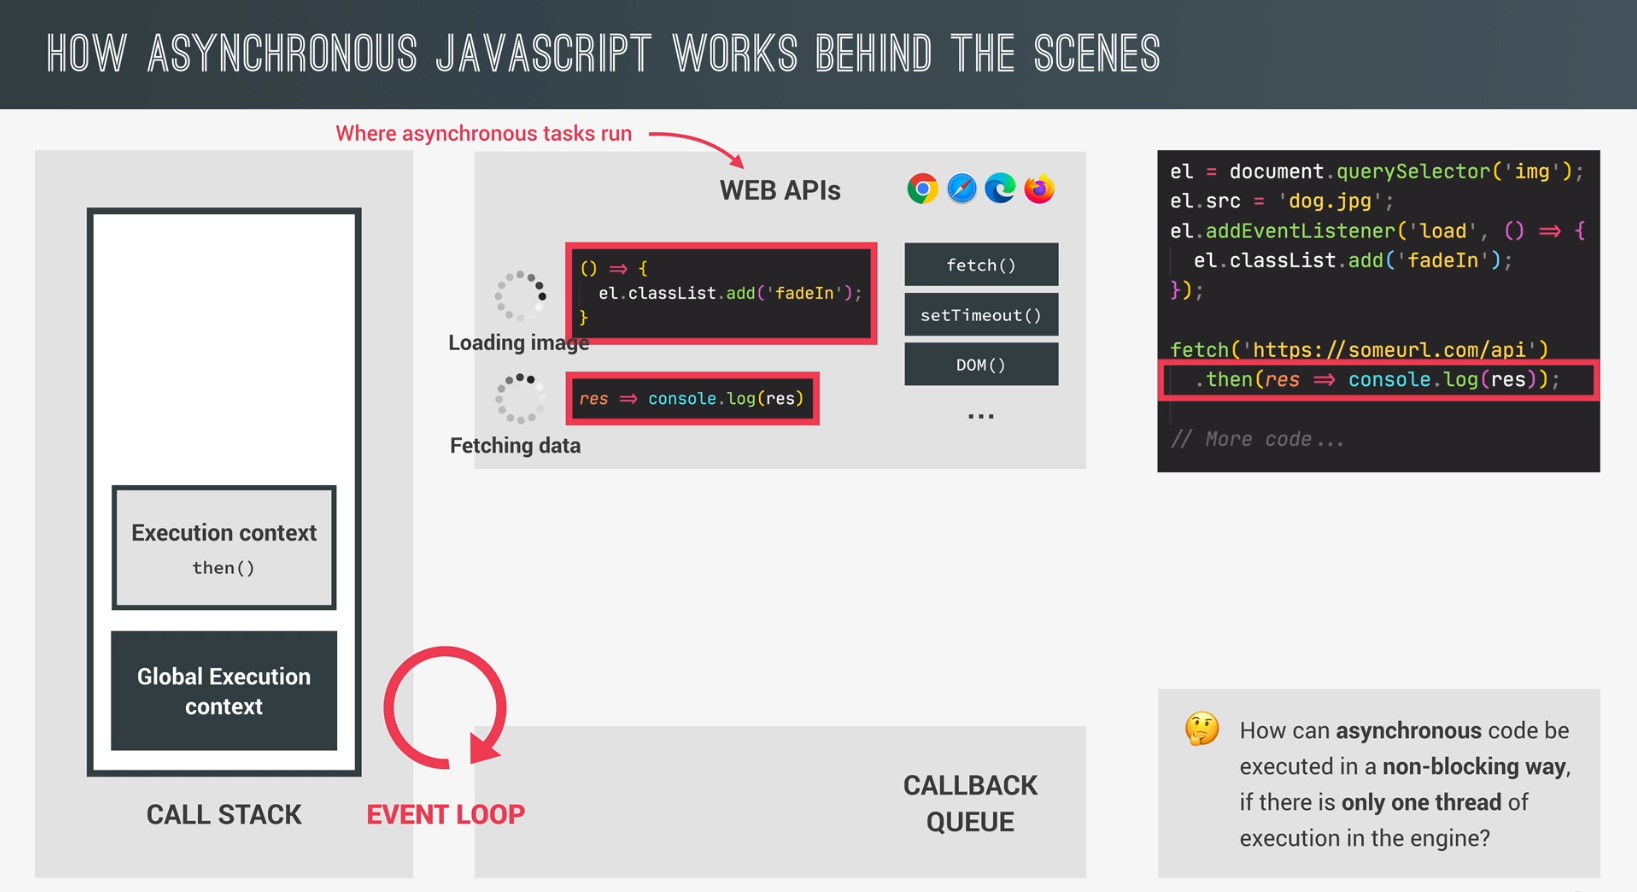 HOW ASYNCHRONOUS JAVASCRIPT WORKS BEHIND THE SCENES
Where asynchronous tasks run
WEB APIs
() => {
el.classList.add('fadeIn');
}
Loading image
res => console.log(res)
Fetching data
fetch()
setTimeout()
DOM()
...
el = document.querySelector('img');
el.src = 'dog.jpg';
el.addEventListener('load', () => {
el.classList.add('fadeIn');
});
fetch('https://someurl.com/api')
.then(res => console.log(res));
// More code...
Execution context
then()
Global Execution
context
CALL STACK
EVENT LOOP
CALLBACK
QUEUE
How can asynchronous code be
executed in a non-blocking way,
if there is only one thread of
execution in the engine?